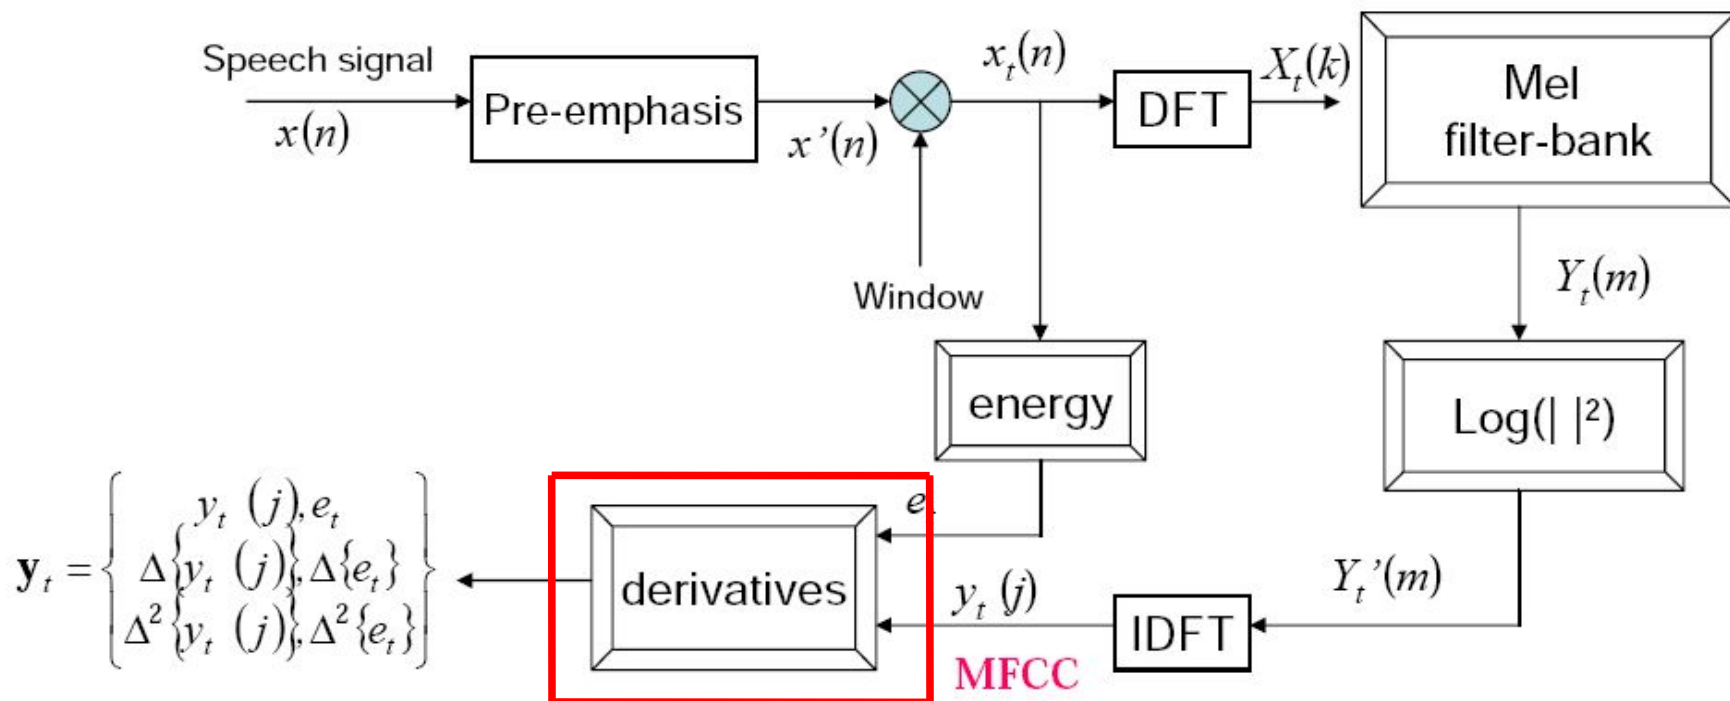 Speech signal
x(n)
Pre-emphasis
x'(n)
Window
x_t(n)
DFT
X_t(k)
Mel
filter-bank
Y_t(m)
Log(| |²)
Y_t'(m)
IDFT
y_t (j)
MFCC
energy
e
derivatives
y_t = { y_t (j), e_t
Δ{y_t (j)}, Δ{e_t}
Δ²{y_t (j)}, Δ²{e_t} }